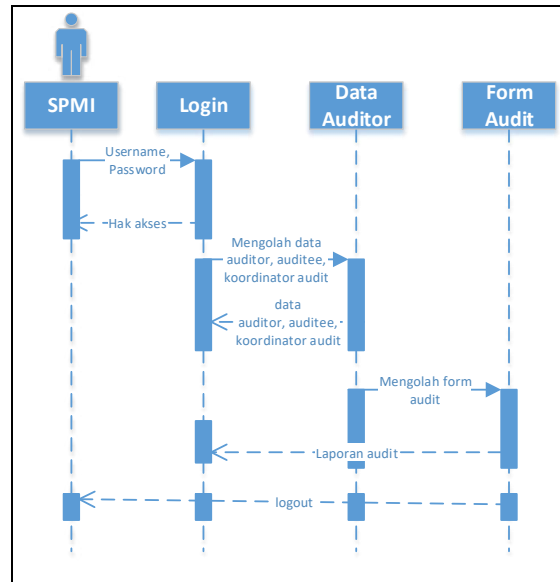 SPMI
Login
Data
Auditor
Form
Audit
Username,
Password
Hak akses
Mengolah data
auditor, auditee,
koordinator audit
data
auditor, auditee,
koordinator audit
Mengolah form
audit
Laporan audit
logout